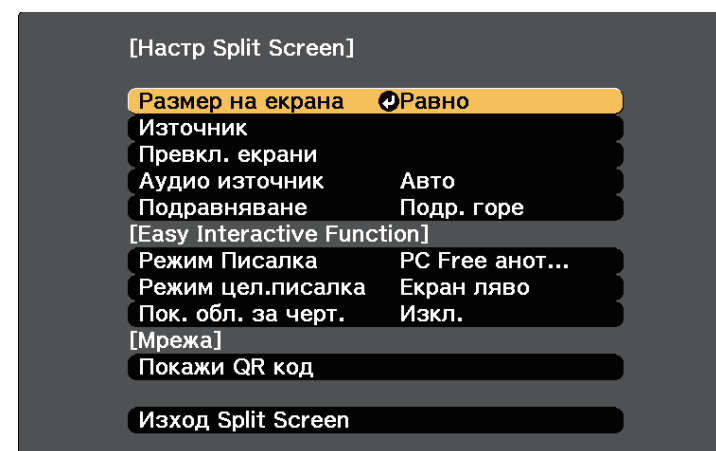 [Настр Split Screen]
Размер на екрана Равно
Източник
Превкл. екрани
Аудио източник Авто
Подравняване Подр. горе
[Easy Interactive Function]
Режим Писалка PC Free анот...
Режим цел.писалка Екран ляво
Пок. обл. за черт. Изкл.
[Мрежа]
Покажи QR код
Изход Split Screen